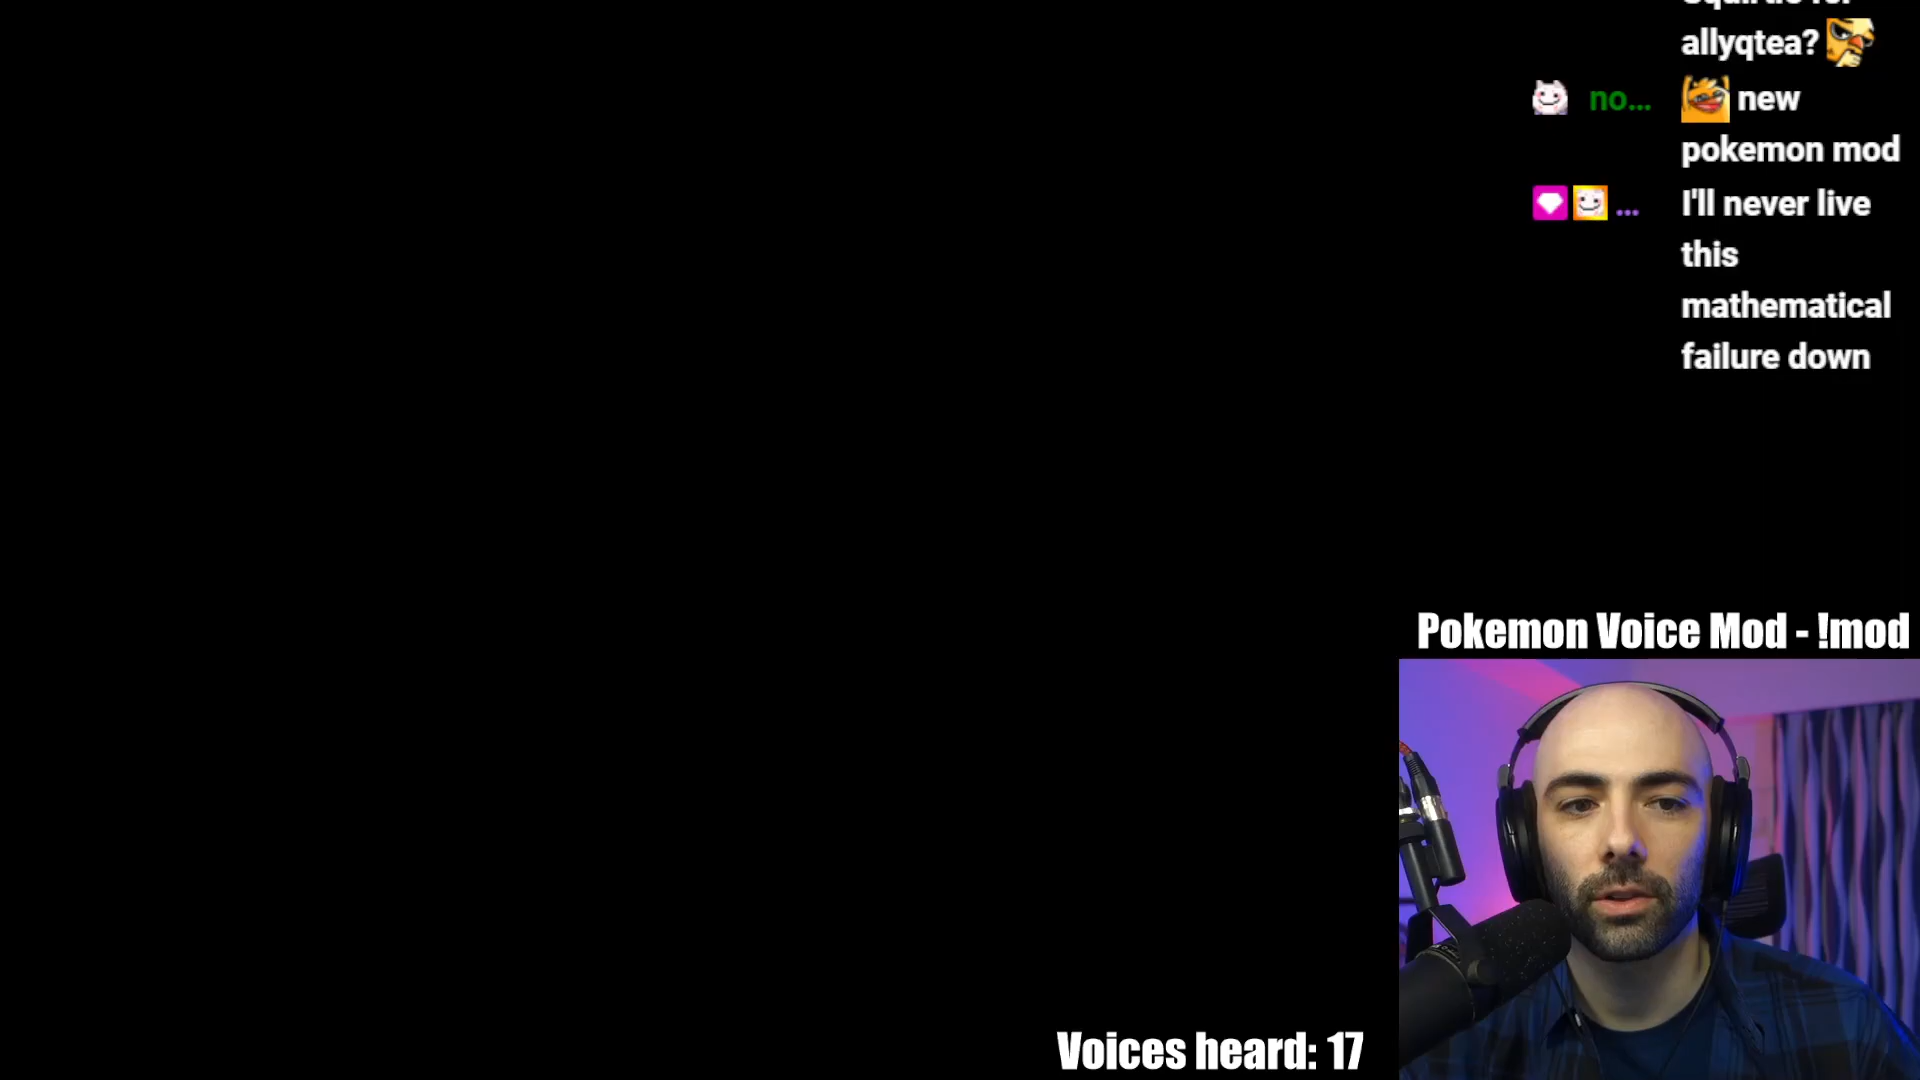 allyqtea?
no... new
pokemon mod
... I'll never live
this
mathematical
failure down
Pokemon Voice Mod - !mod
Voices heard: 17